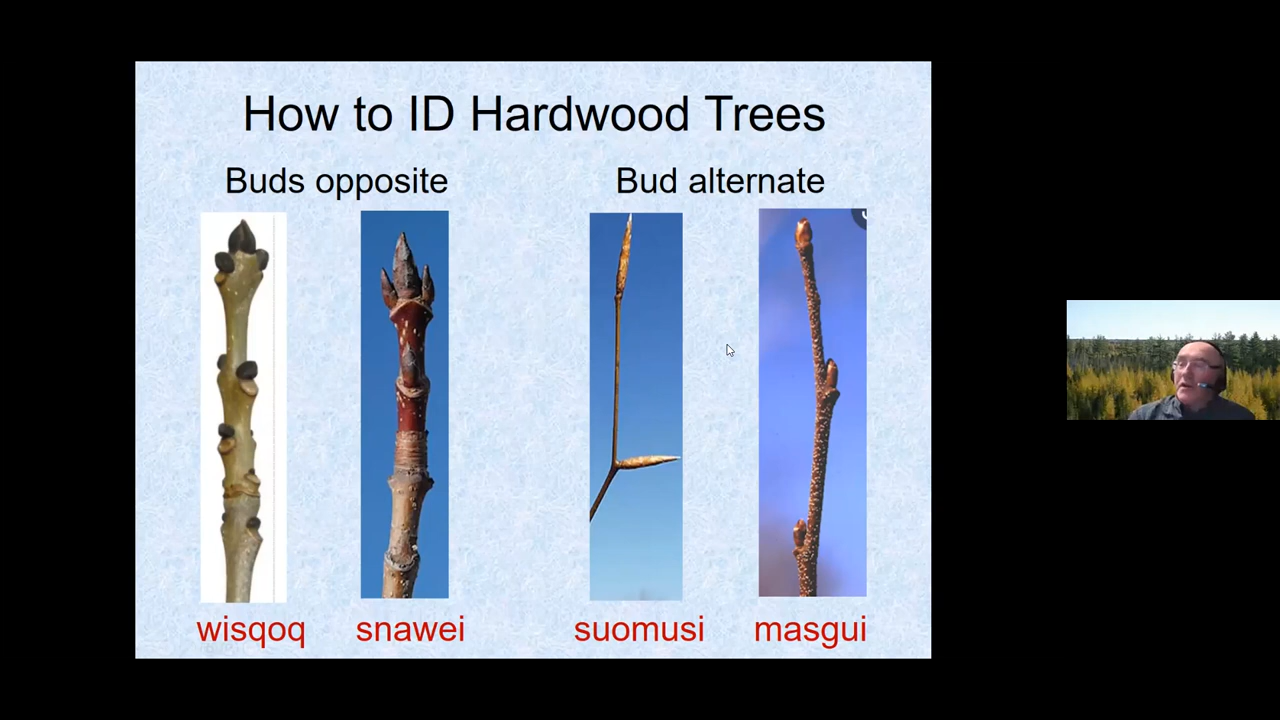 How to ID Hardwood Trees
Buds opposite
Bud alternate
wisqoq
snawei
suomusi
masgui